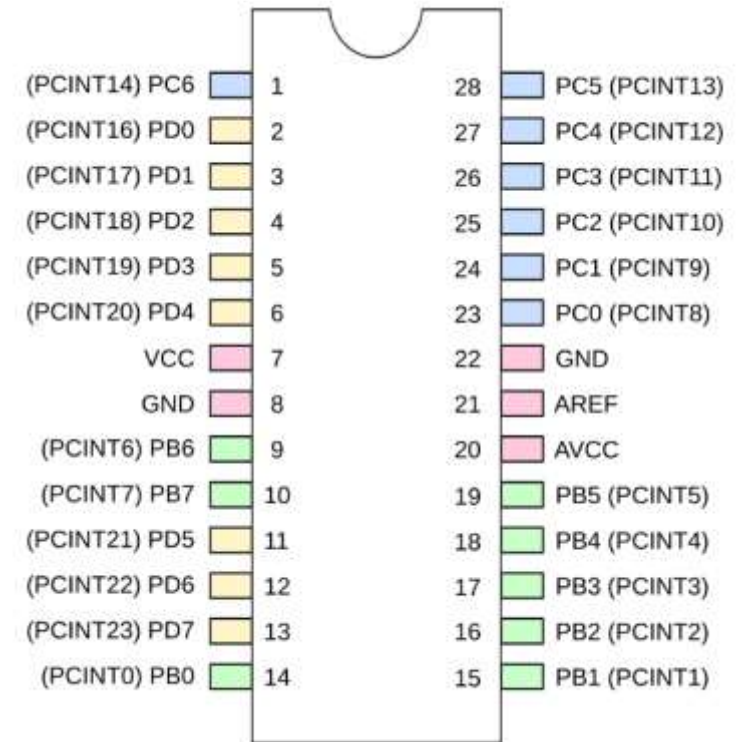 (PCINT14) PC6 1 28 PC5 (PCINT13)
(PCINT16) PD0 2 27 PC4 (PCINT12)
(PCINT17) PD1 3 26 PC3 (PCINT11)
(PCINT18) PD2 4 25 PC2 (PCINT10)
(PCINT19) PD3 5 24 PC1 (PCINT9)
(PCINT20) PD4 6 23 PC0 (PCINT8)
VCC 7 22 GND
GND 8 21 AREF
(PCINT6) PB6 9 20 AVCC
(PCINT7) PB7 10 19 PB5 (PCINT5)
(PCINT21) PD5 11 18 PB4 (PCINT4)
(PCINT22) PD6 12 17 PB3 (PCINT3)
(PCINT23) PD7 13 16 PB2 (PCINT2)
(PCINT0) PB0 14 15 PB1 (PCINT1)